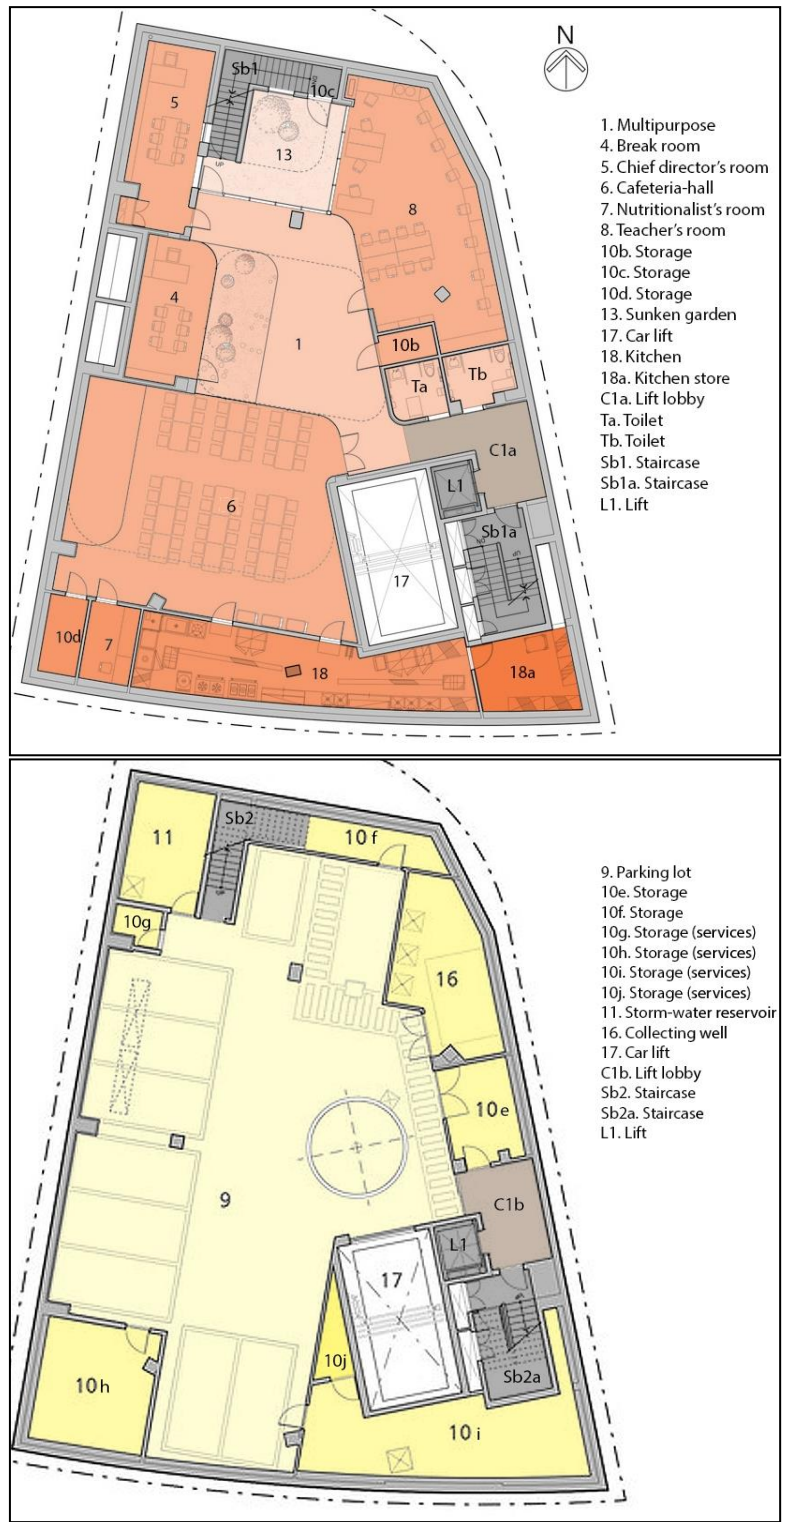 N
Sb1
10c
5
13
8
4
1
10b
Ta
Tb
C1a
L1
6
Sb1a
17
10d
7
18
18a
1. Multipurpose
4. Break room
5. Chief director's room
6. Cafeteria-hall
7. Nutritionalist's room
8. Teacher's room
10b. Storage
10c. Storage
10d. Storage
13. Sunken garden
17. Car lift
18. Kitchen
18a. Kitchen store
C1a. Lift lobby
Ta. Toilet
Tb. Toilet
Sb1. Staircase
Sb1a. Staircase
L1. Lift
Sb2
11
10f
10g
16
10e
9
C1b
L1
17
10j
Sb2a
10h
10i
9. Parking lot
10e. Storage
10f. Storage
10g. Storage (services)
10h. Storage (services)
10i. Storage (services)
10j. Storage (services)
11. Storm-water reservoir
16. Collecting well
17. Car lift
C1b. Lift lobby
Sb2. Staircase
Sb2a. Staircase
L1. Lift